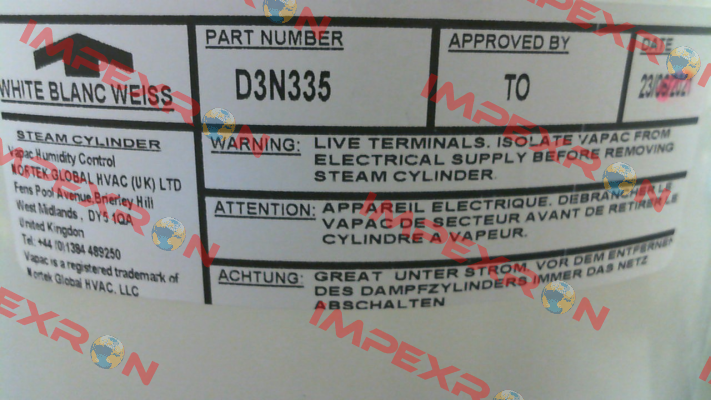 WHITE BLANC WEISS
PART NUMBER
D3N335
APPROVED BY
TO
DATE
23/06/2021
STEAM CYLINDER
Vapac Humidity Control
NORTEK GLOBAL HVAC (UK) LTD
Fens Pool Avenue, Brierley Hill
West Midlands , DY5 1QA
United Kingdon
Tel: +44 (0)1384 489250
Vapac is a registered trademark of
Nortek Global HVAC, LLC
WARNING: LIVE TERMINALS. ISOLATE VAPAC FROM
ELECTRICAL SUPPLY BEFORE REMOVING
STEAM CYLINDER.
ATTENTION: APPAREIL ELECTRIQUE. DEBRANCHER LE
VAPAC DE SECTEUR AVANT DE RETIRER LE
CYLINDRE A VAPEUR.
ACHTUNG: GREAT UNTER STROM, VOR DEM ENTFERNEN
DES DAMPFZYLINDERS IMMER DAS NETZ
ABSCHALTEN
IMPEXRON